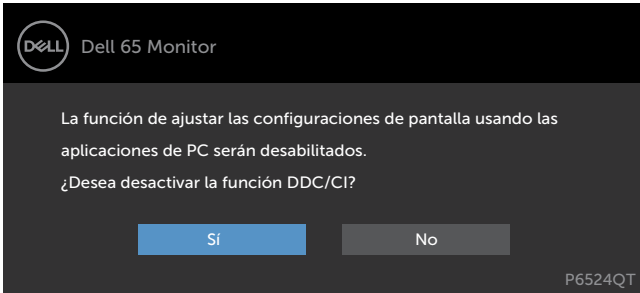 DELL
Dell 65 Monitor
La función de ajustar las configuraciones de pantalla usando las
aplicaciones de PC serán desabilitados.
¿Desea desactivar la función DDC/CI?
Sí
No
P6524QT